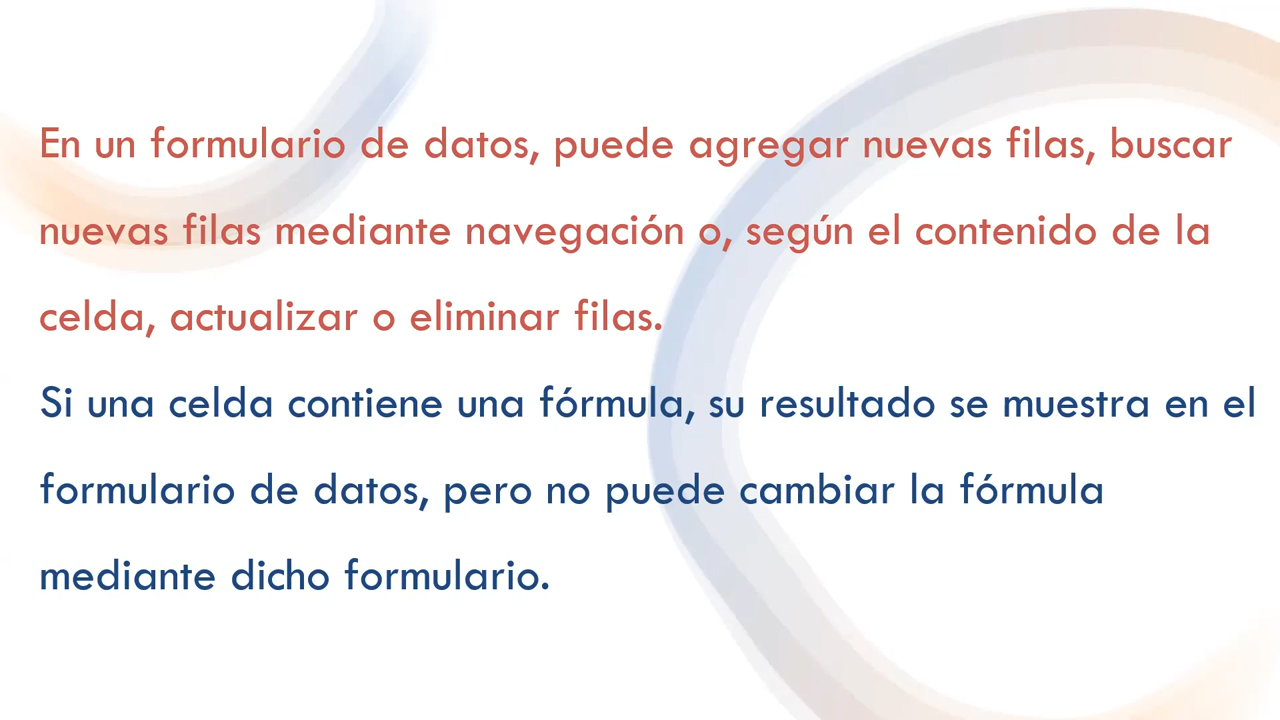 En un formulario de datos, puede agregar nuevas filas, buscar
nuevas filas mediante navegación o, según el contenido de la
celda, actualizar o eliminar filas.
Si una celda contiene una fórmula, su resultado se muestra en el
formulario de datos, pero no puede cambiar la fórmula
mediante dicho formulario.